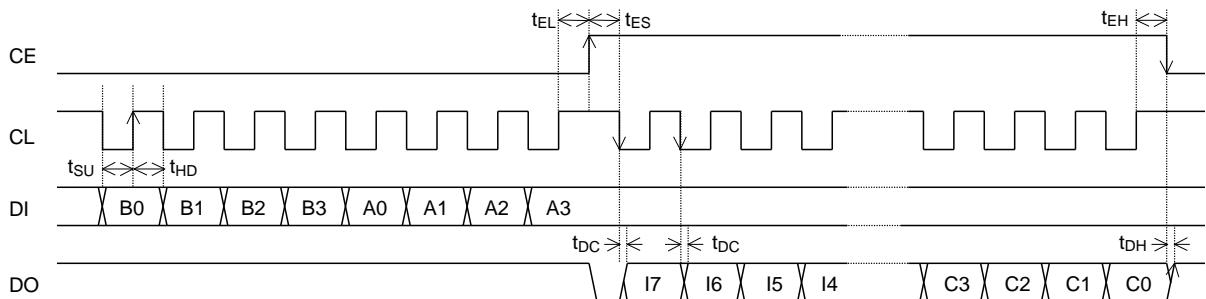 tEL tES tEH
CE
CL
tSU tHD
DI B0 B1 B2 B3 A0 A1 A2 A3
tDC tDC tDH
DO I7 I6 I5 I4 C3 C2 C1 C0